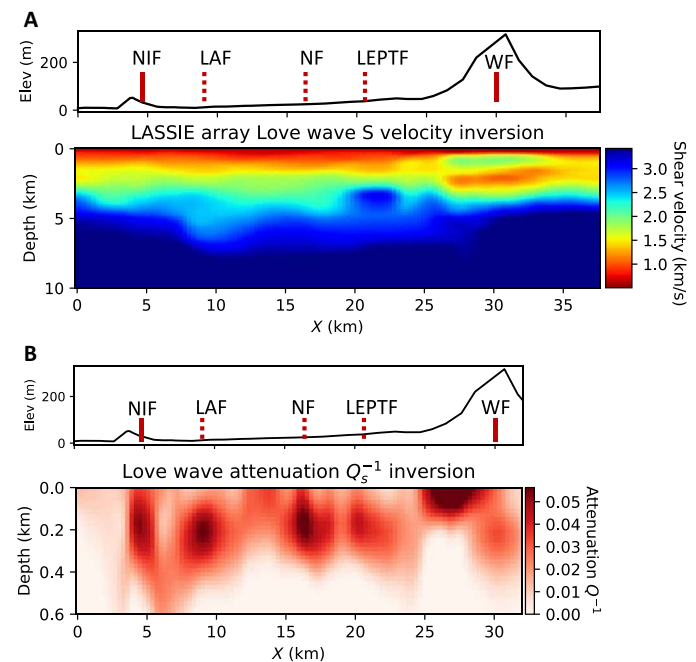 A
Elev (m)
200
0
NIF
LAF
NF
LEPTF
WF
LASSIE array Love wave S velocity inversion
Depth (km)
0
5
10
0
5
10
15
20
25
30
35
X (km)
3.0
2.5
2.0
1.5
1.0
Shear velocity (km/s)
B
Elev (m)
200
0
NIF
LAF
NF
LEPTF
WF
Love wave attenuation Qₛ⁻¹ inversion
Depth (km)
0.0
0.2
0.4
0.6
0
5
10
15
20
25
30
X (km)
0.05
0.04
0.03
0.02
0.01
0.00
Attenuation Q⁻¹